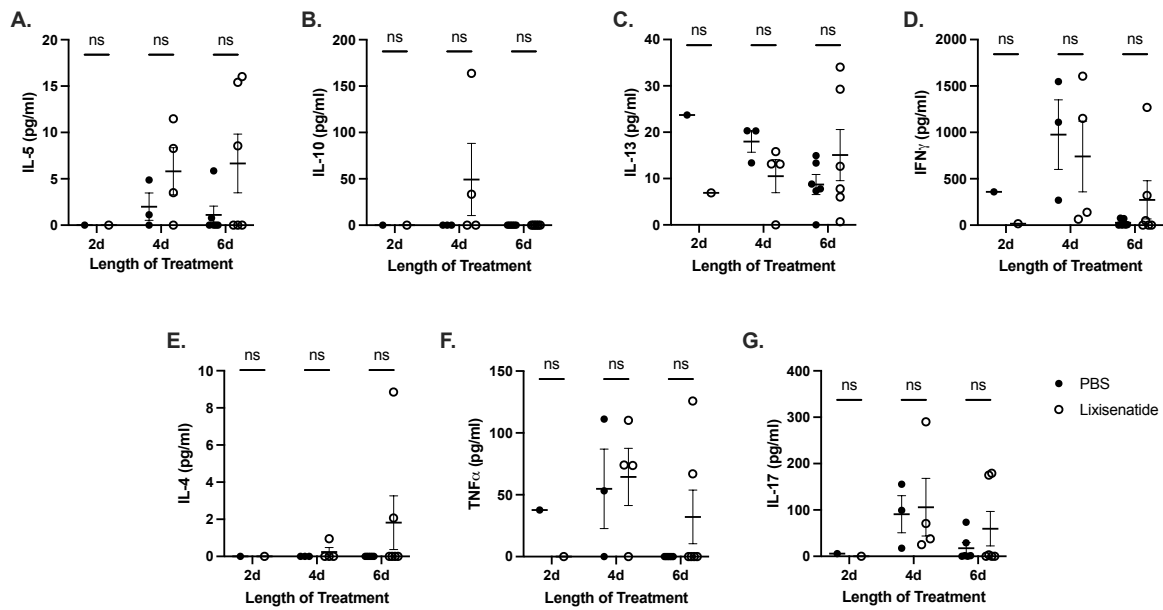 A.
ns
ns
ns
20
15
10
5
0
IL-5 (pg/ml)
2d
4d
6d
Length of Treatment
B.
ns
ns
ns
200
150
100
50
0
IL-10 (pg/ml)
2d
4d
6d
Length of Treatment
C.
ns
ns
ns
40
30
20
10
0
IL-13 (pg/ml)
2d
4d
6d
Length of Treatment
D.
ns
ns
ns
2000
1500
1000
500
0
IFNγ (pg/ml)
2d
4d
6d
Length of Treatment
E.
ns
ns
ns
10
8
6
4
2
0
IL-4 (pg/ml)
2d
4d
6d
Length of Treatment
F.
ns
ns
ns
150
100
50
0
TNFα (pg/ml)
2d
4d
6d
Length of Treatment
G.
ns
ns
ns
400
300
200
100
0
IL-17 (pg/ml)
2d
4d
6d
Length of Treatment
PBS
Lixisenatide